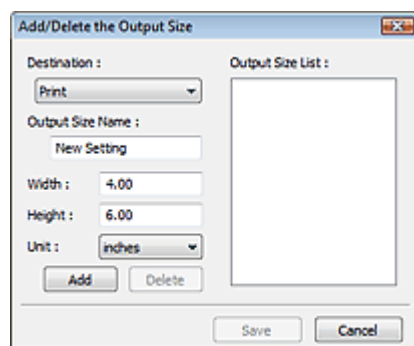 Add/Delete the Output Size
Destination :
Print
Output Size Name :
New Setting
Width : 4.00
Height : 6.00
Unit : inches
Add Delete
Output Size List :
Save Cancel